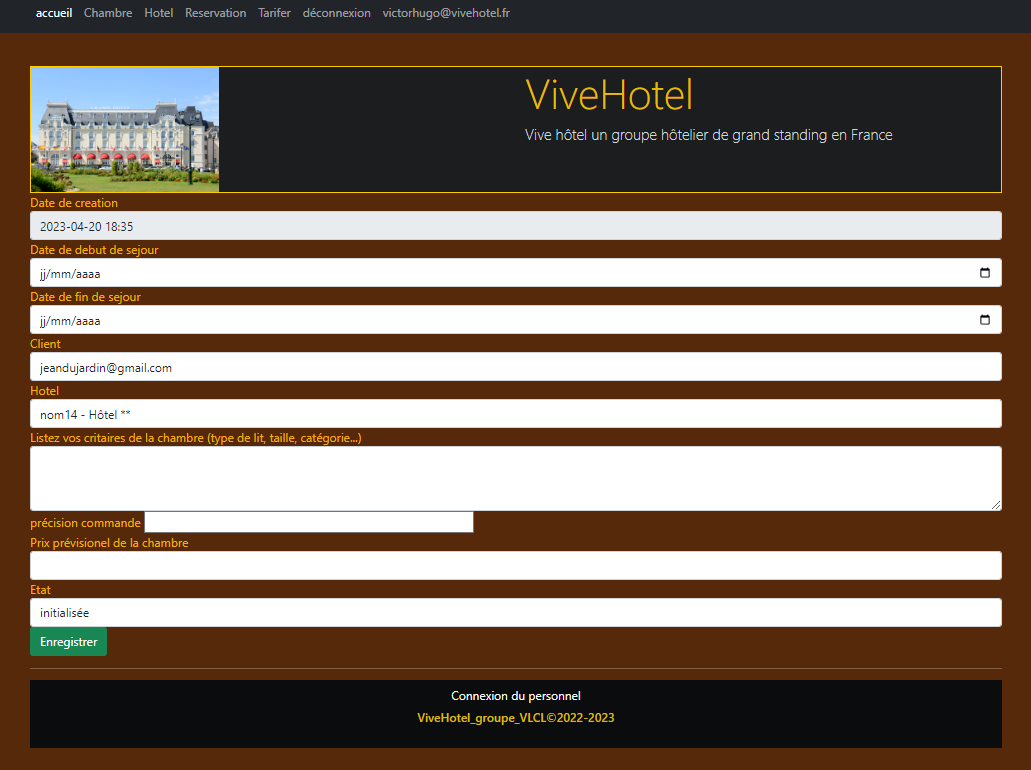 accueil Chambre Hotel Reservation Tarifer déconnexion victorhugo@vivehotel.fr
ViveHotel
Vive hôtel un groupe hôtelier de grand standing en France
Date de creation
2023-04-20 18:35
Date de debut de sejour
jj/mm/aaaa
Date de fin de sejour
jj/mm/aaaa
Client
jeandujardin@gmail.com
Hotel
nom14 - Hôtel **
Listez vos critaires de la chambre (type de lit, taille, catégorie...)
précision commande
Prix prévisionel de la chambre
Etat
initialisée
Enregistrer
Connexion du personnel
ViveHotel_groupe_VLCL©2022-2023